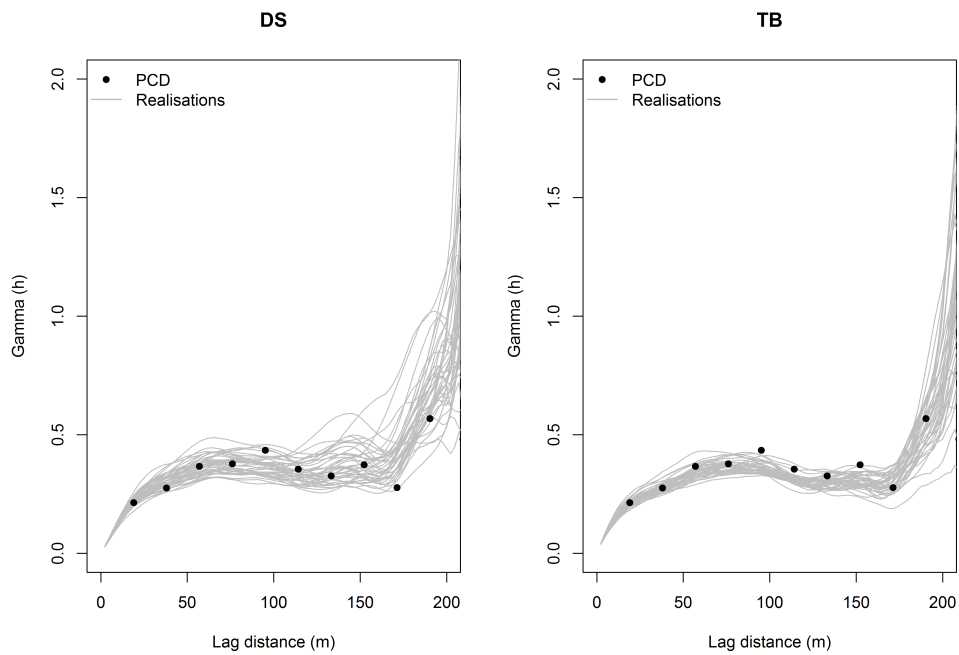 DS
Gamma (h)
2.0
1.5
1.0
0.5
0.0
PCD
Realisations
0 50 100 150 200
Lag distance (m)
TB
Gamma (h)
2.0
1.5
1.0
0.5
0.0
PCD
Realisations
0 50 100 150 200
Lag distance (m)